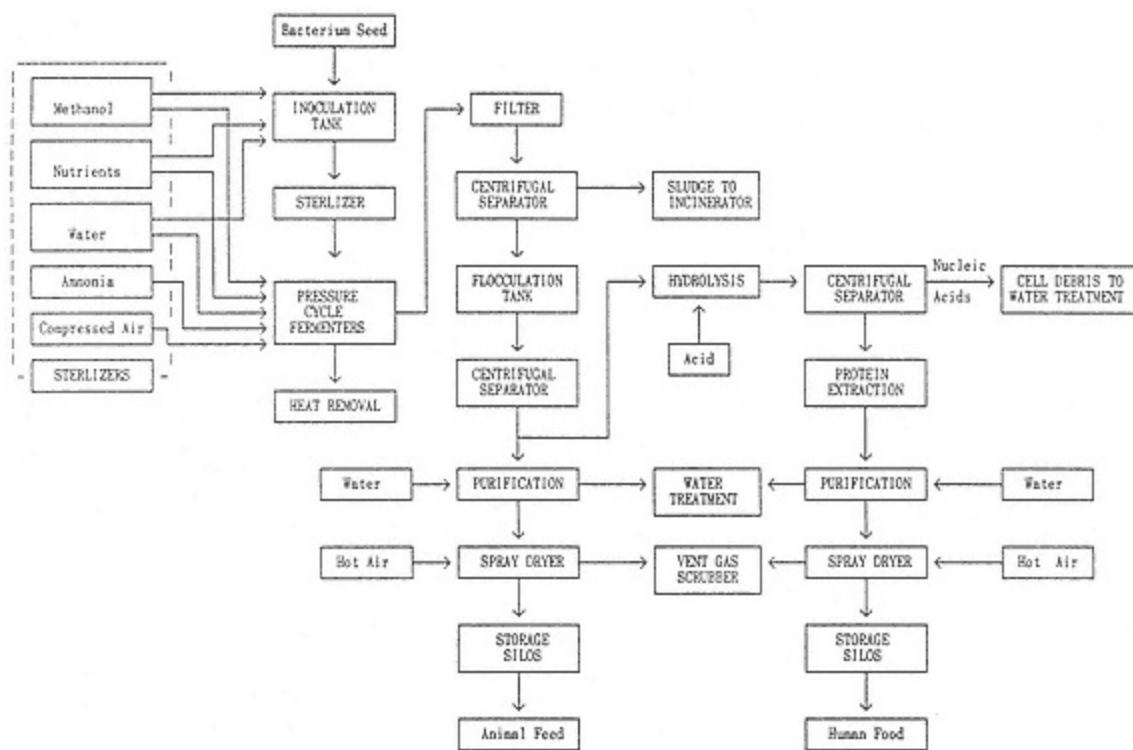 Bacterium Seed
Methanol
Nutrients
Water
Ammonia
Compressed Air
STERLIZERS
INOCULATION
TANK
STERLIZER
PRESSURE
CYCLE
FERMENTERS
HEAT REMOVAL
FILTER
CENTRIFUGAL
SEPARATOR
SLUDGE TO
INCINERATOR
FLOCCULATION
TANK
CENTRIFUGAL
SEPARATOR
HYDROLYSIS
Acid
CENTRIFUGAL
SEPARATOR
Nucleic
Acids
CELL DEBRIS TO
WATER TREATMENT
PROTEIN
EXTRACTION
Water
PURIFICATION
WATER
TREATMENT
PURIFICATION
Water
Hot Air
SPRAY DRYER
VENT GAS
SCRUBBER
SPRAY DRYER
Hot Air
STORAGE
SILOS
STORAGE
SILOS
Animal Feed
Human Food